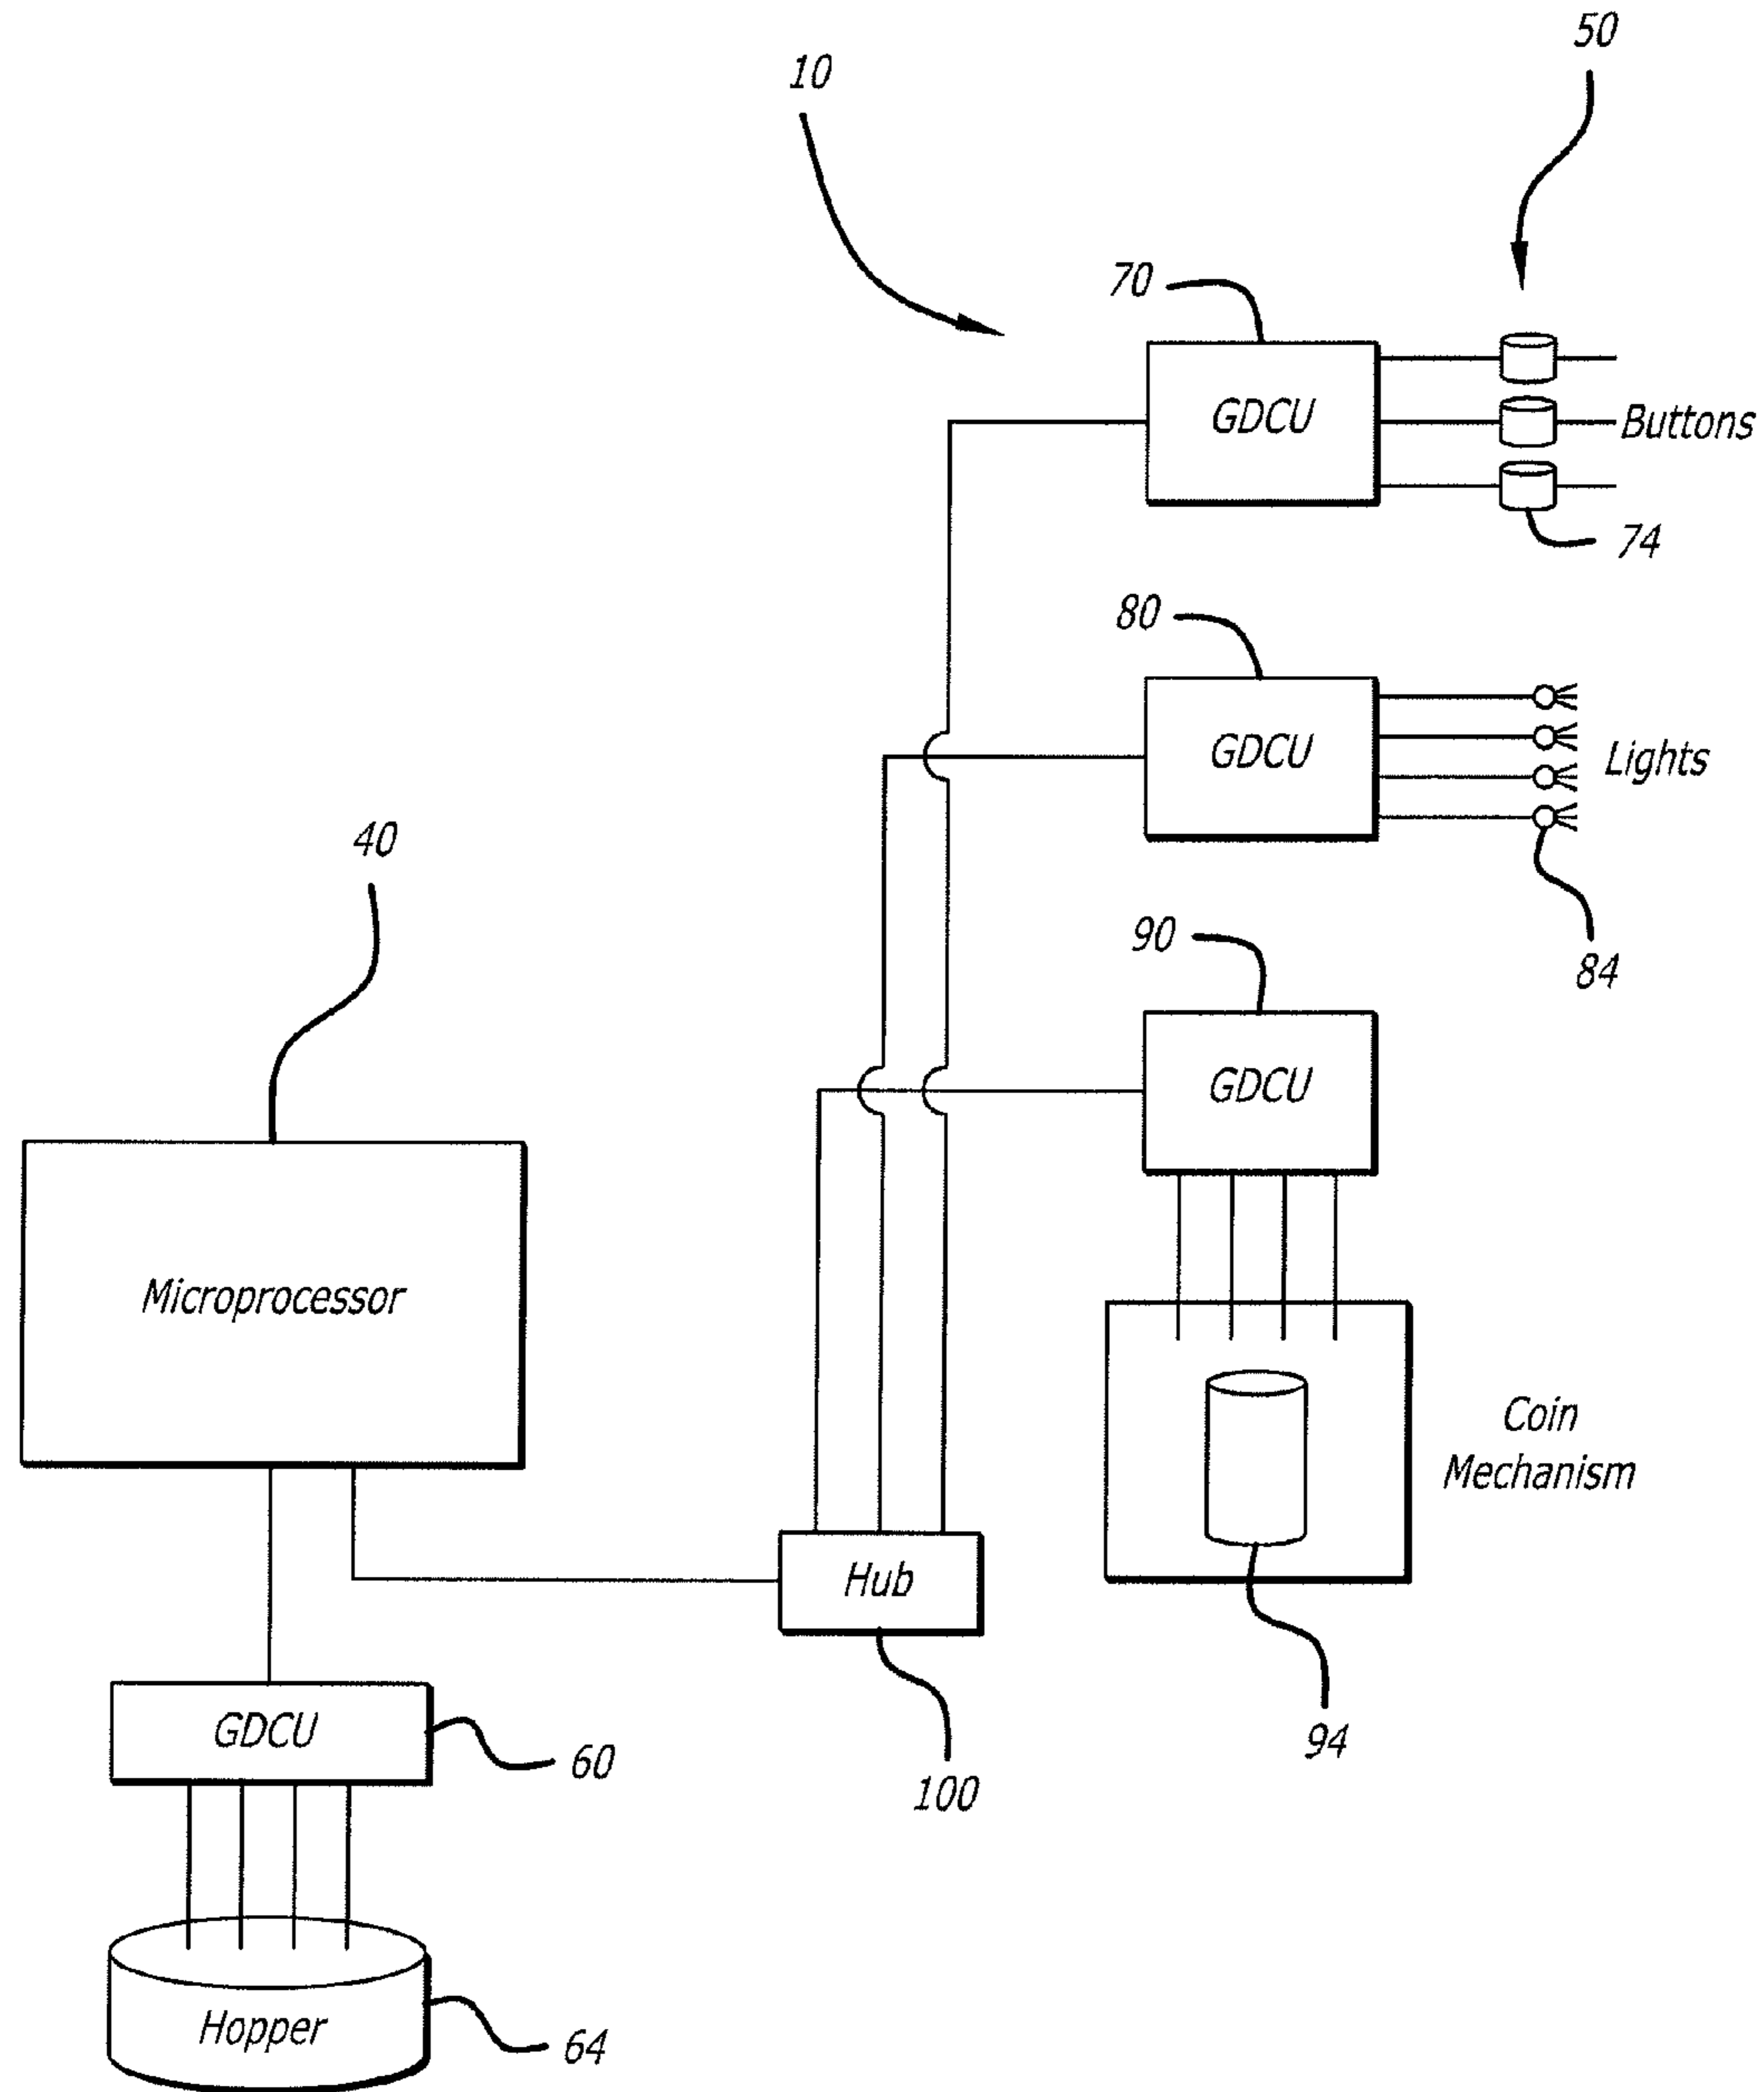 50
10
70
GDCU
Buttons
74
80
GDCU
Lights
84
40
90
GDCU
Microprocessor
Coin
Mechanism
Hub
94
100
GDCU
60
Hopper
64